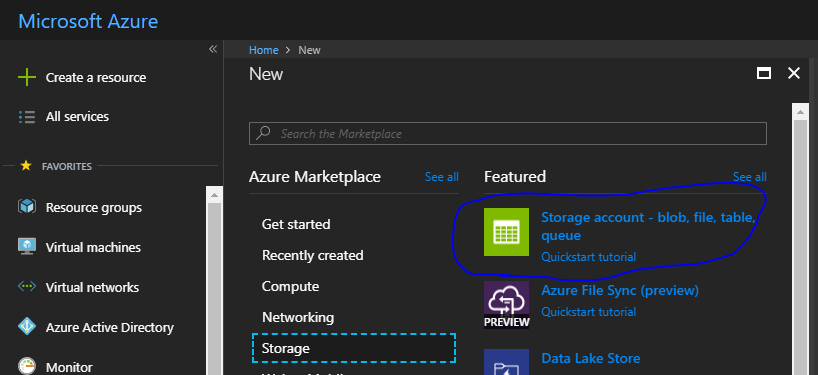 Microsoft Azure
Home > New
Create a resource
All services
FAVORITES
Resource groups
Virtual machines
Virtual networks
Azure Active Directory
Monitor
New
Search the Marketplace
Azure Marketplace
See all
Get started
Recently created
Compute
Networking
Storage
Featured
See all
Storage account - blob, file, table,
queue
Quickstart tutorial
PREVIEW
Azure File Sync (preview)
Quickstart tutorial
Data Lake Store